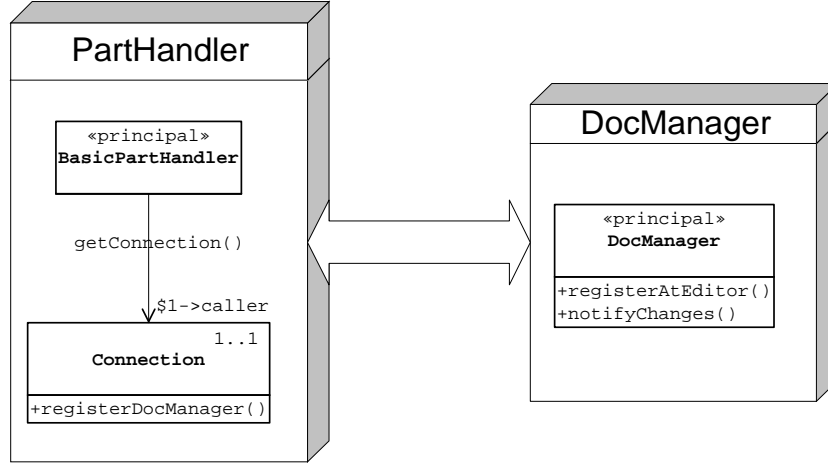 PartHandler
«principal»
BasicPartHandler
getConnection()
$1->caller
1..1
Connection
+registerDocManager()
DocManager
«principal»
DocManager
+registerAtEditor()
+notifyChanges()